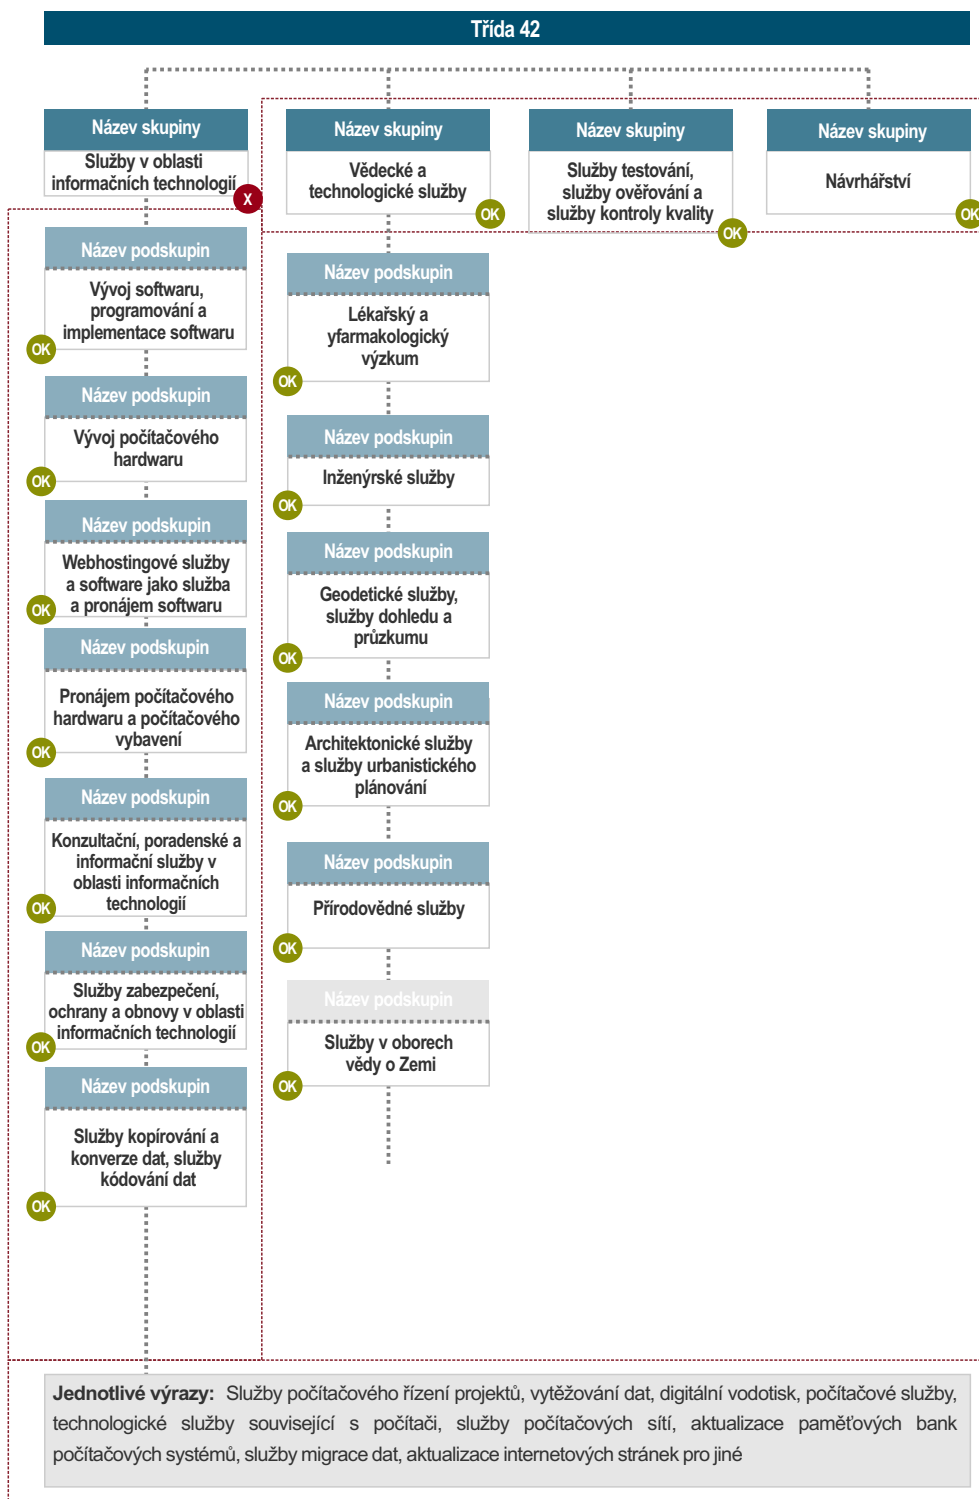 Třída 42
Název skupiny
Služby v oblasti
informačních technologií
X
Název podskupin
Vývoj softwaru,
programování a
implementace softwaru
OK
Název podskupin
Vývoj počítačového
hardwaru
OK
Název podskupin
Webhostingové služby
a software jako služba
a pronájem softwaru
OK
Název podskupin
Pronájem počítačového
hardwaru a počítačového
vybavení
OK
Název podskupin
Konzultační, poradenské a
informační služby v
oblasti informačních
technologií
OK
Název podskupin
Služby zabezpečení,
ochrany a obnovy v oblasti
informačních technologií
OK
Název podskupin
Služby kopírování a
konverze dat, služby
kódování dat
OK
Název skupiny
Vědecké a
technologické služby
OK
Název podskupin
Lékařský a
yfarmakologický
výzkum
OK
Název podskupin
Inženýrské služby
OK
Název podskupin
Geodetické služby,
služby dohledu a
průzkumu
OK
Název podskupin
Architektonické služby
a služby urbanistického
plánování
OK
Název podskupin
Přírodovědné služby
OK
Název podskupin
Služby v oborech
vědy o Zemi
OK
Název skupiny
Služby testování,
služby ověřování a
služby kontroly kvality
OK
Název skupiny
Návrhářství
OK
Jednotlivé výrazy: Služby počítačového řízení projektů, vytěžování dat, digitální vodotisk, počítačové služby,
technologické služby související s počítači, služby počítačových sítí, aktualizace paměťových bank
počítačových systémů, služby migrace dat, aktualizace internetových stránek pro jiné